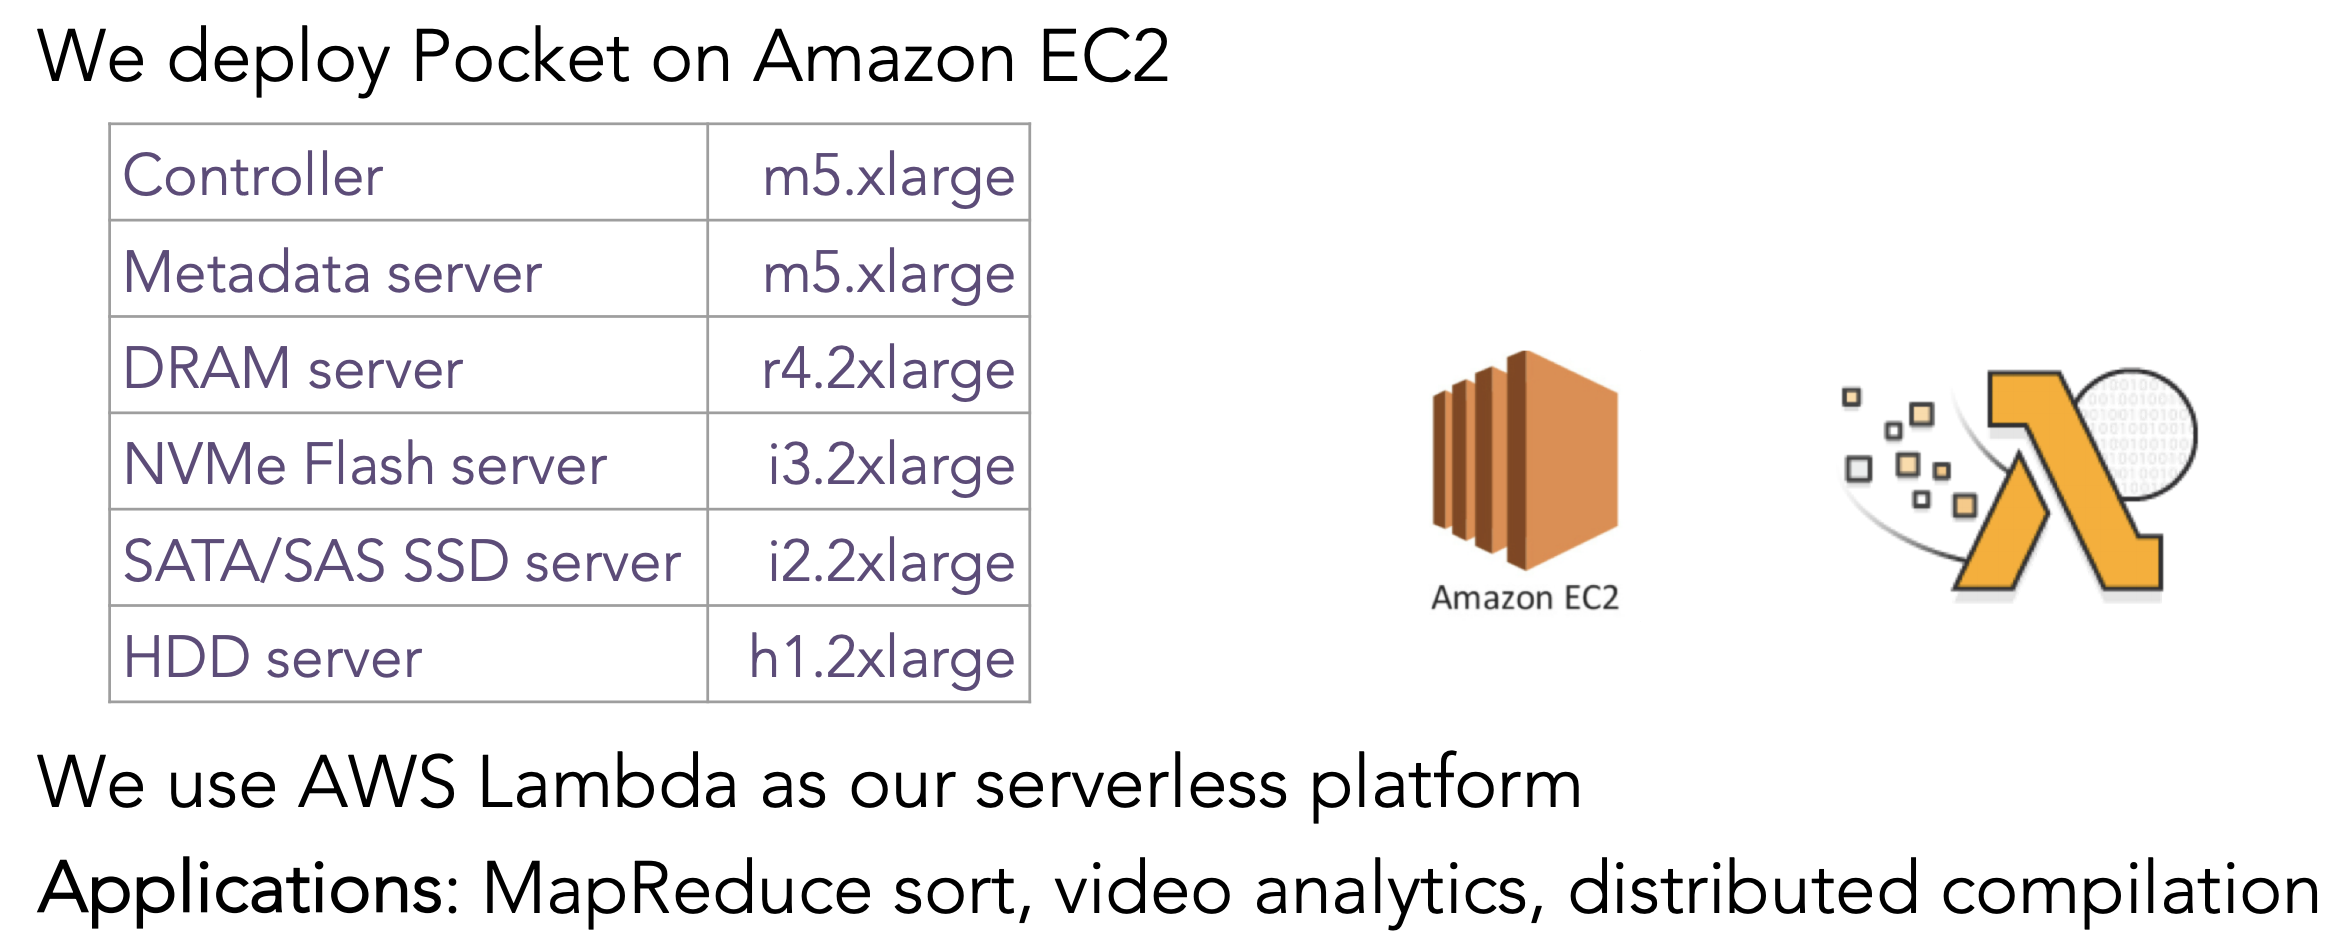 We deploy Pocket on Amazon EC2
Controller m5.xlarge
Metadata server m5.xlarge
DRAM server r4.2xlarge
NVMe Flash server i3.2xlarge
SATA/SAS SSD server i2.2xlarge
HDD server h1.2xlarge
Amazon EC2
We use AWS Lambda as our serverless platform
Applications: MapReduce sort, video analytics, distributed compilation